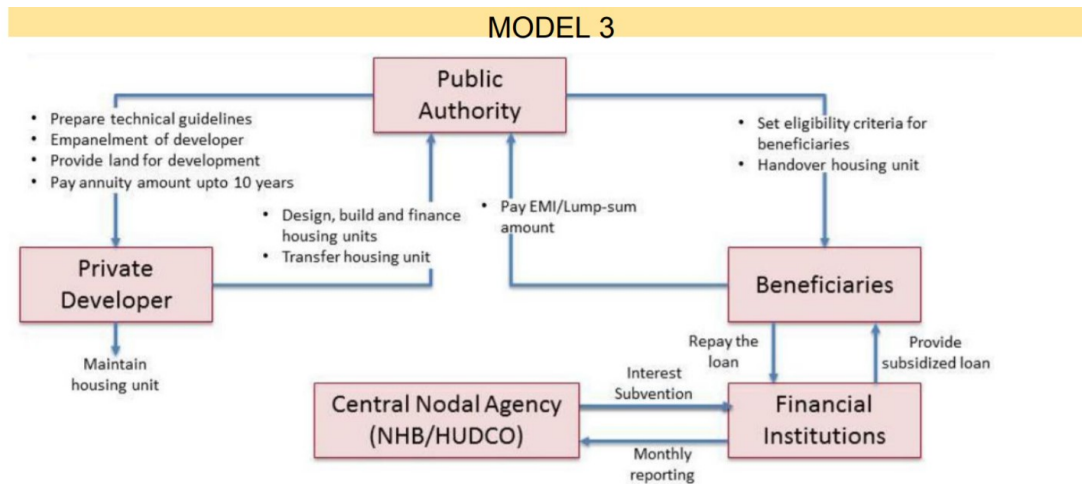 MODEL 3
Public
Authority
• Prepare technical guidelines
• Empanelment of developer
• Provide land for development
• Pay annuity amount upto 10 years
• Set eligibility criteria for
beneficiaries
• Handover housing unit
• Design, build and finance
housing units
• Transfer housing unit
• Pay EMI/Lump-sum
amount
Private
Developer
Beneficiaries
Maintain
housing unit
Repay the
loan
Provide
subsidized loan
Interest
Subvention
Central Nodal Agency
(NHB/HUDCO)
Financial
Institutions
Monthly
reporting